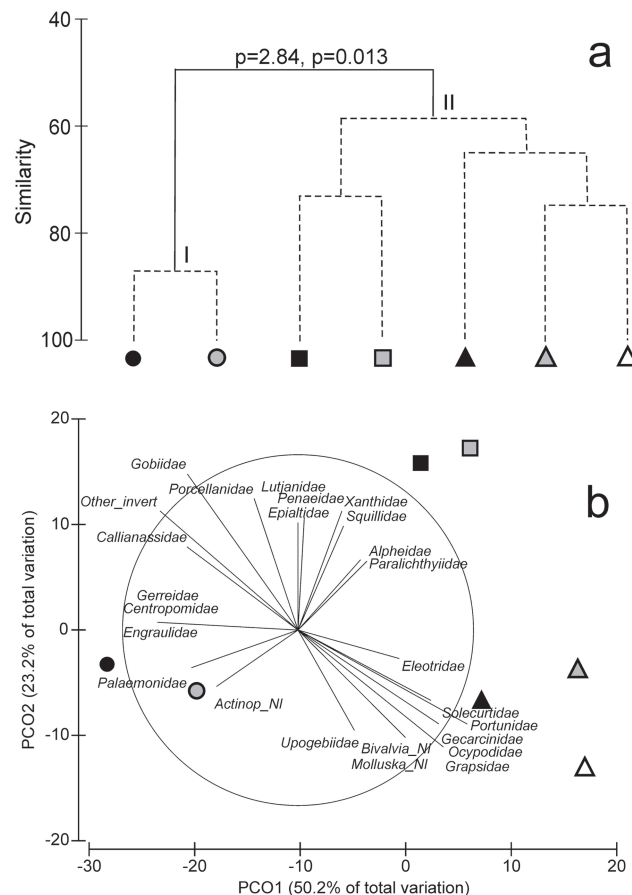 40
p=2.84, p=0.013
a
II
60
Similarity
80
I
100
20
Gobiidae
Porcellanidae
Lutjanidae
Penaeidae
Xanthidae
Epialtidae
Squillidae
Other_invert
b
10
Callianassidae
Alpheidae
Paralichthyiidae
Gerreidae
Centropomidae
0
Engraulidae
Eleotridae
Palaemonidae
Actinop_NI
Solecurtidae
Portunidae
-10
Upogebiidae
Bivalvia_NI
Gecarcinidae
Ocypodidae
Molluska_NI
Grapsidae
-20
PCO2 (23.2% of total variation)
-30
-20
-10
0
10
20
PCO1 (50.2% of total variation)